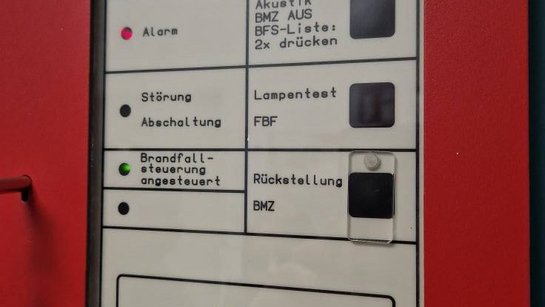 Akustik
BMZ AUS
BFS-Liste:
2x drücken
Alarm
Störung
Abschaltung
Lampentest
FBF
Brandfall-
steuerung
angesteuert
Rückstellung
BMZ